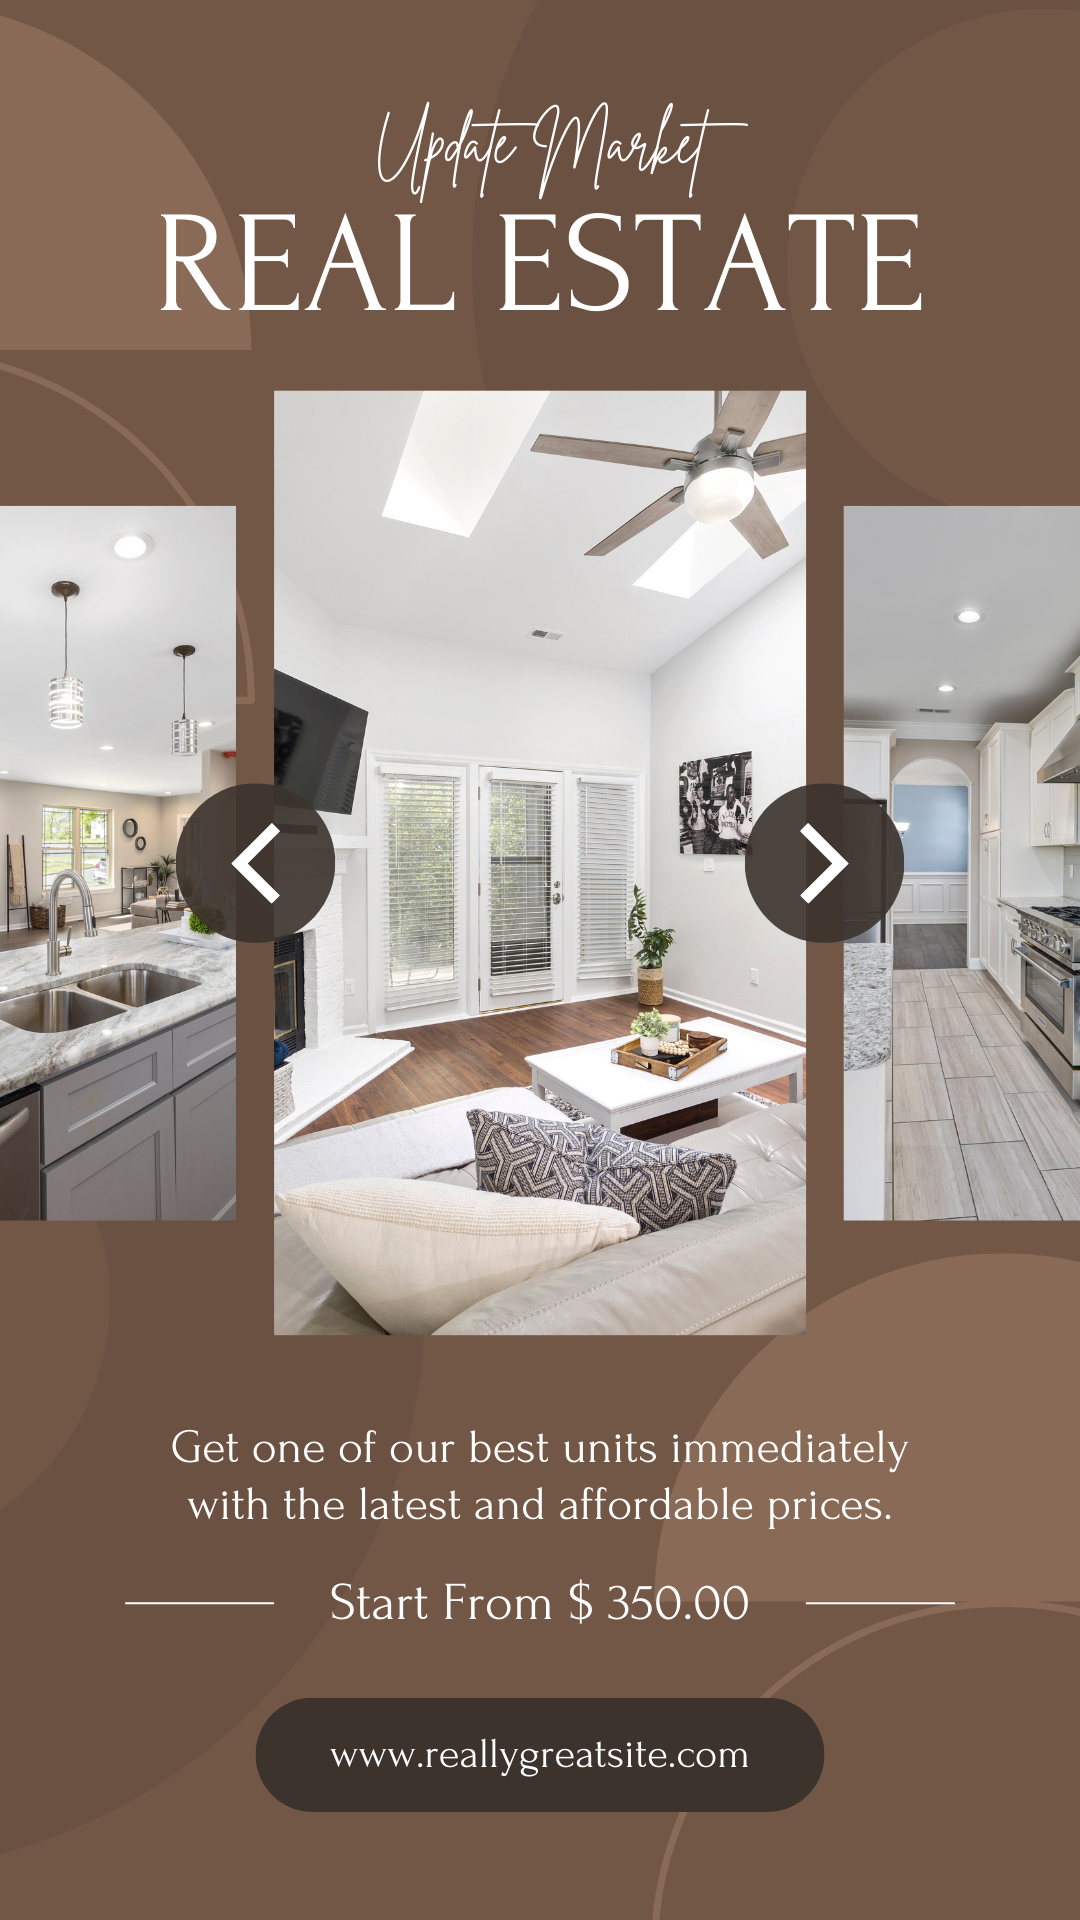 Update Market
REAL ESTATE
Get one of our best units immediately
with the latest and affordable prices.
Start From $ 350.00
www.reallygreatsite.com